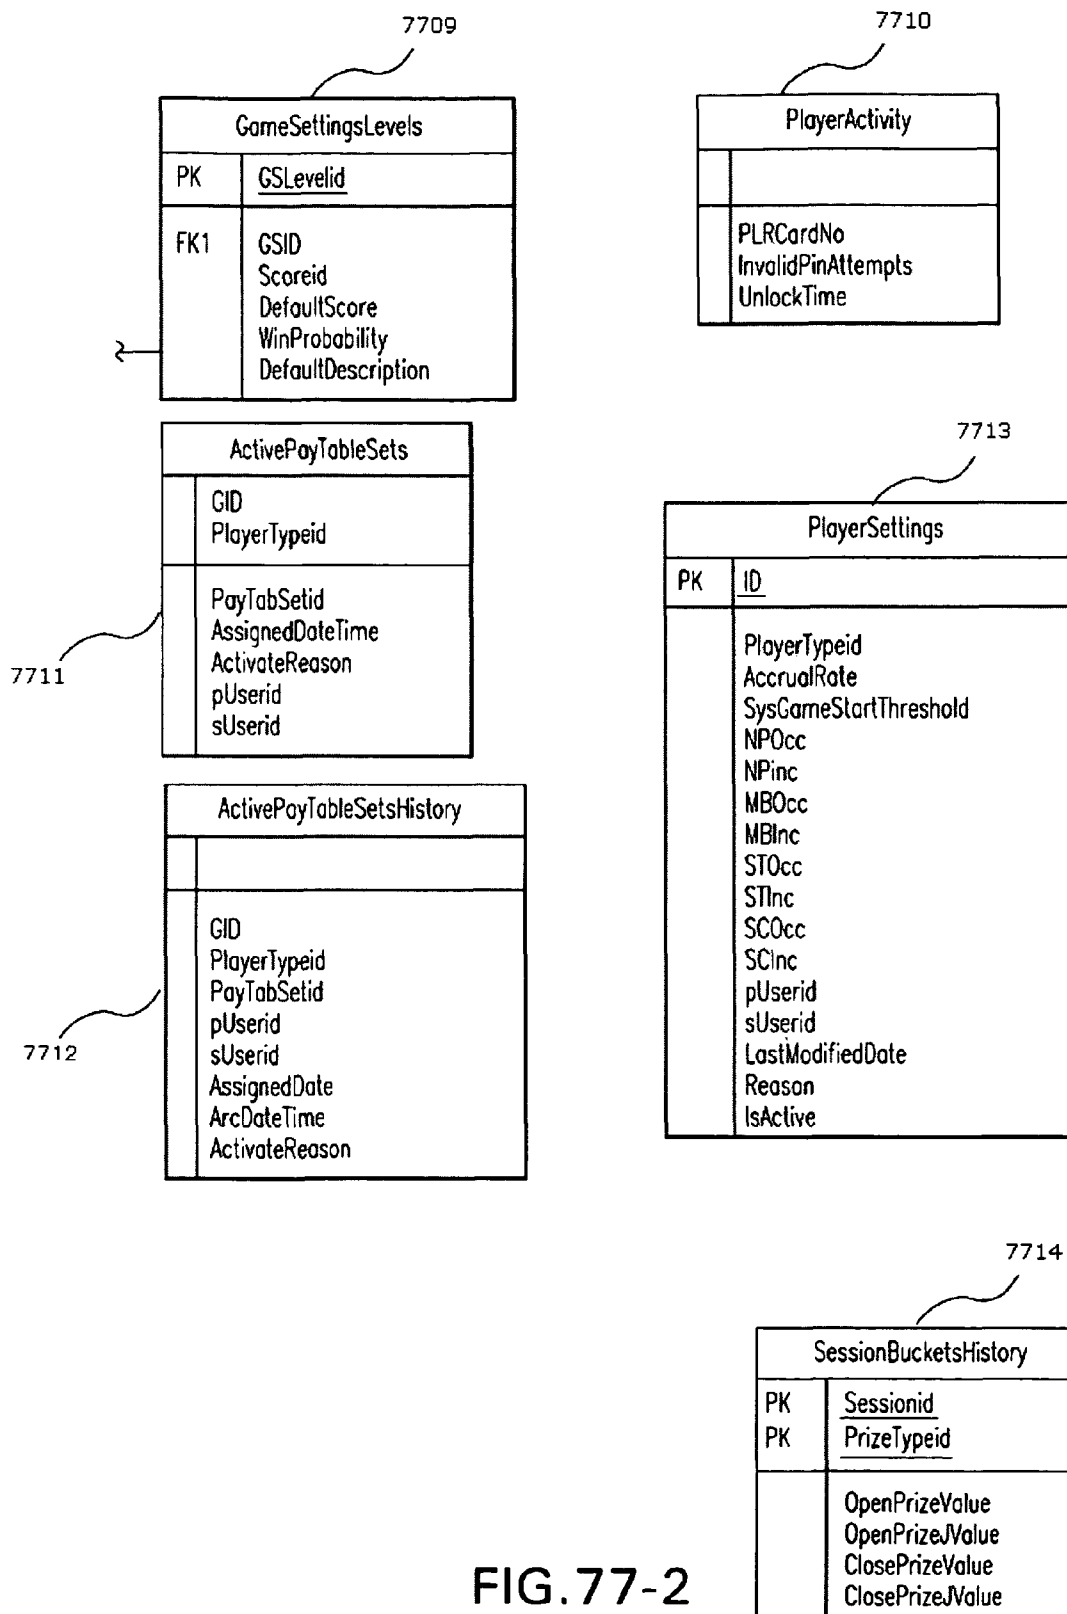 7709
GameSettingsLevels
PK GSLevelid
FK1 GSID
Scoreid
DefaultScore
WinProbability
DefaultDescription
7710
PlayerActivity
PLRCardNo
InvalidPinAttempts
UnlockTime
ActivePayTableSets
GID
PlayerTypeid
PayTabSetid
AssignedDateTime
ActivateReason
pUserid
sUserid
7711
7713
PlayerSettings
PK ID
PlayerTypeid
AccrualRate
SysGameStartThreshold
NPOcc
NPinc
MBOcc
MBInc
STOcc
STInc
SCOcc
SCInc
pUserid
sUserid
LastModifiedDate
Reason
IsActive
ActivePayTableSetsHistory
GID
PlayerTypeid
PayTabSetid
pUserid
sUserid
AssignedDate
ArcDateTime
ActivateReason
7712
7714
SessionBucketsHistory
PK Sessionid
PK PrizeTypeid
OpenPrizeValue
OpenPrizeJValue
ClosePrizeValue
ClosePrizeJValue
FIG.77-2